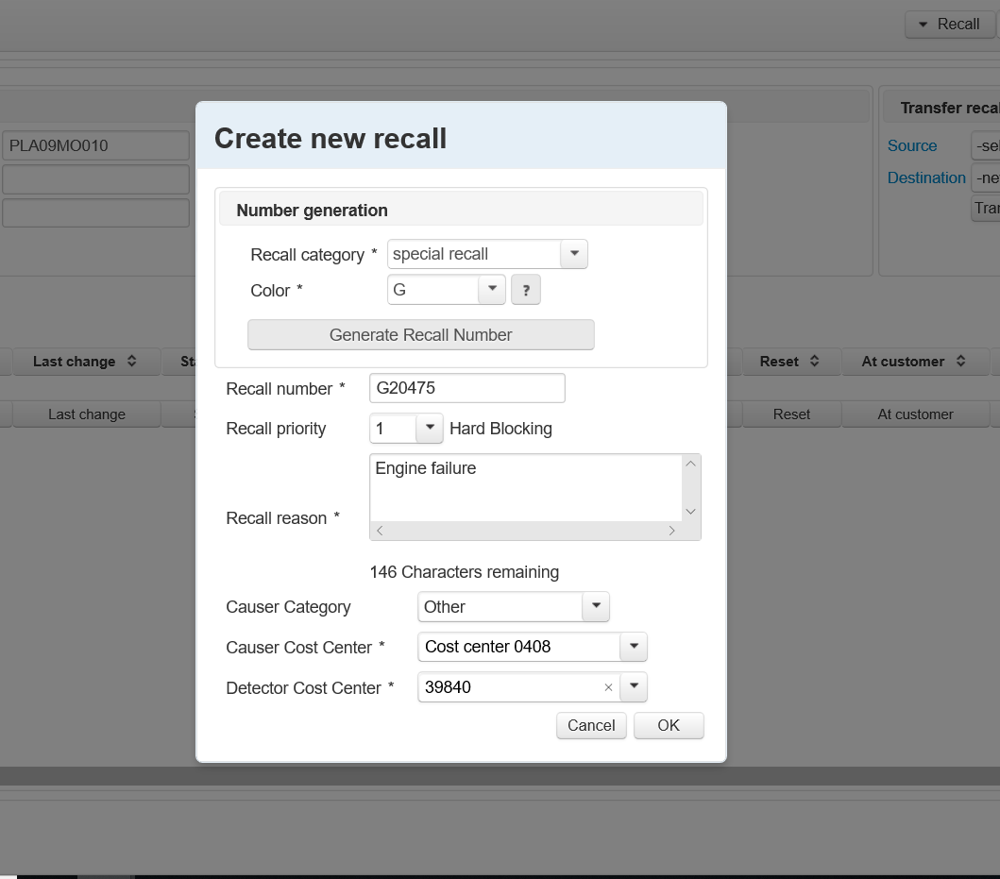 Recall
Transfer recal
PLA09MO010
Source
-sel
Destination
-ne
Tran
Create new recall
Number generation
Recall category * special recall
Color * G ?
Generate Recall Number
Recall number * G20475
Recall priority 1 Hard Blocking
Recall reason * Engine failure
146 Characters remaining
Causer Category Other
Causer Cost Center * Cost center 0408
Detector Cost Center * 39840 ×
Cancel OK
Last change Sta Reset At customer
Last change Reset At customer